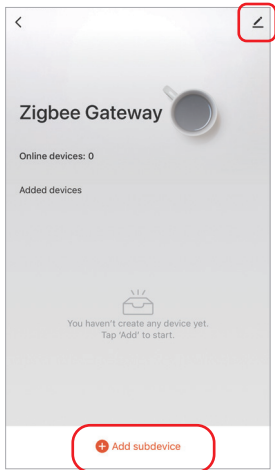 Zigbee Gateway
Online devices: 0
Added devices
You haven't create any device yet.
Tap 'Add' to start.
Add subdevice